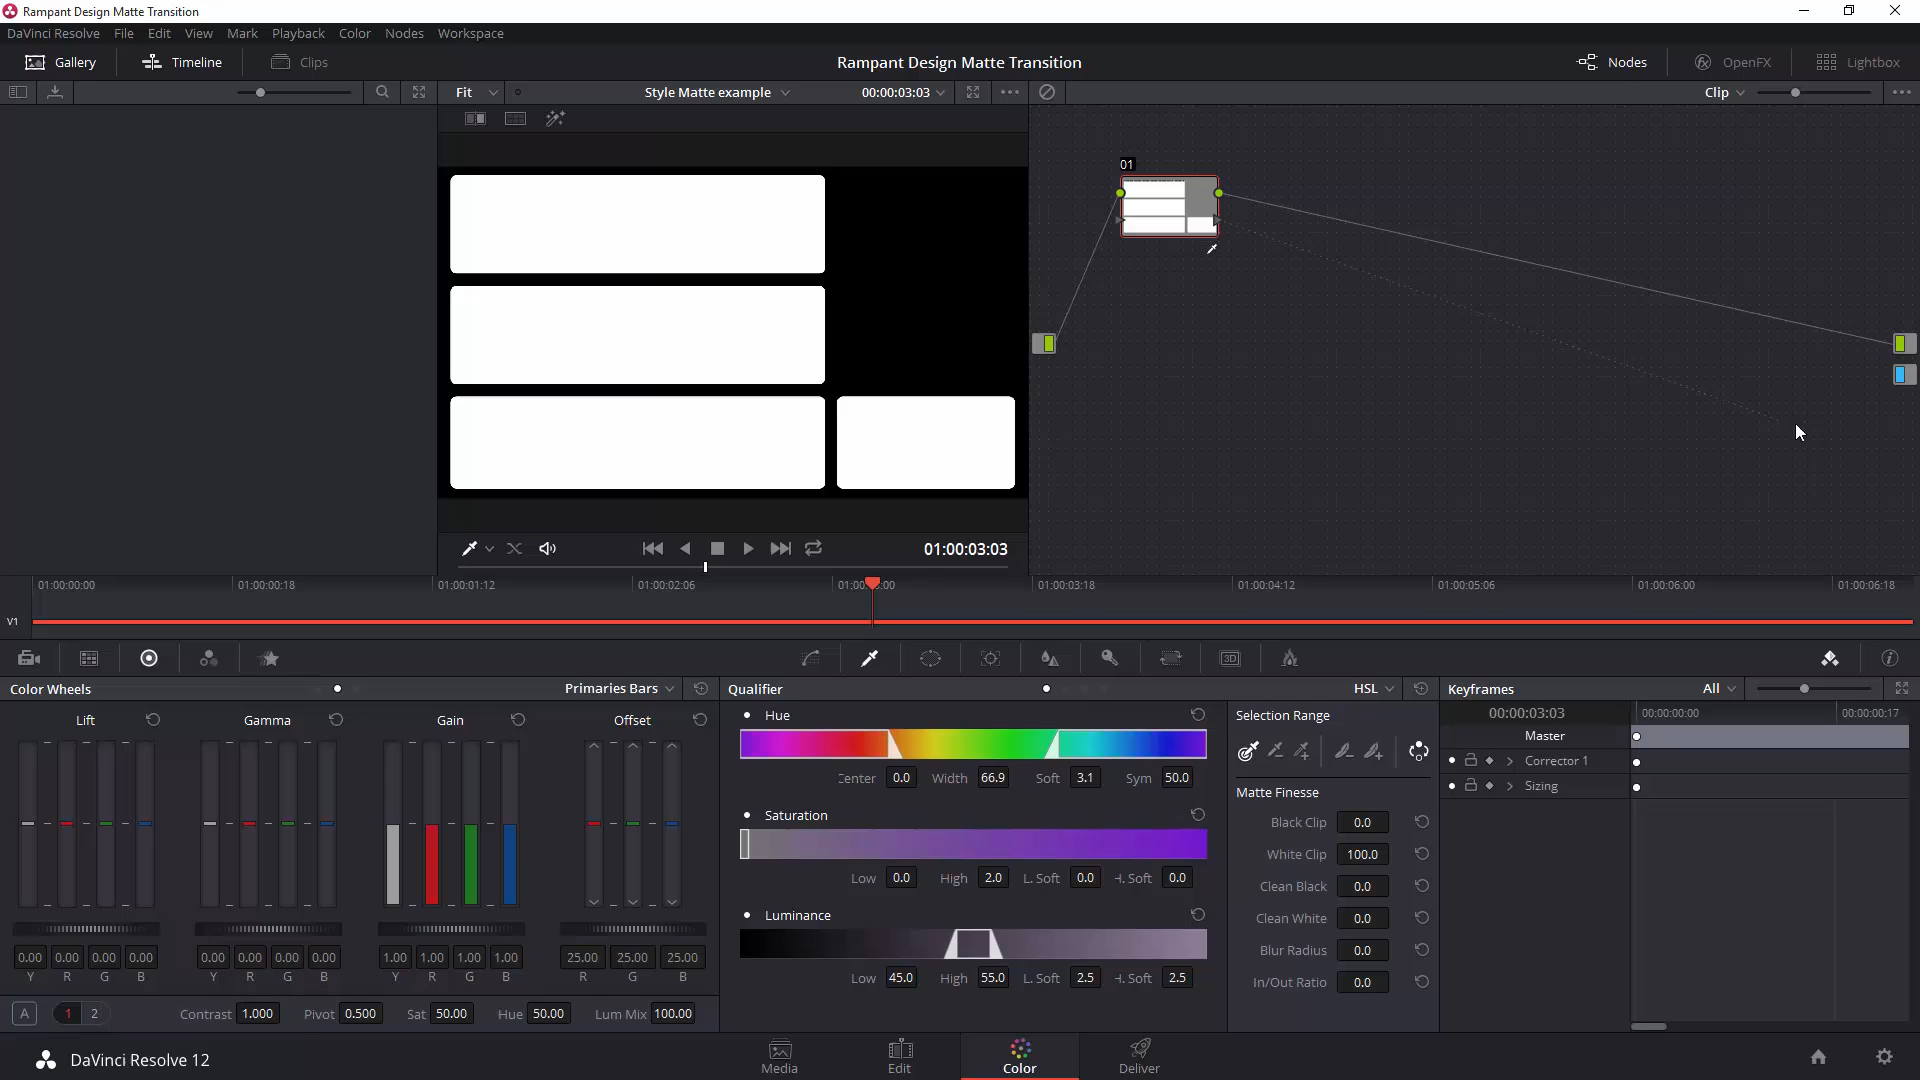 Rampant Design Matte Transition
DaVinci Resolve File Edit View Mark Playback Color Nodes Workspace
Gallery Timeline Clips Rampant Design Matte Transition Nodes OpenFX Lightbox
Fit Style Matte example 00:00:03:03 Clip
01
01:00:03:03
01:00:00:00 01:00:00:18 01:00:01:12 01:00:02:06 01:00:03:18 01:00:04:12 01:00:05:06 01:00:06:00 01:00:06:18
V1
3D
Color Wheels Primaries Bars Qualifier HSL Keyframes All
Lift Gamma Gain Offset
Hue Selection Range 00:00:03:03 00:00:00:00 00:00:00:17
Master
Corrector 1
Center 0.0 Width 66.9 Soft 3.1 Sym 50.0
Sizing
Matte Finesse
Saturation
Black Clip 0.0
White Clip 100.0
Low 0.0 High 2.0 L. Soft 0.0 H. Soft 0.0
Clean Black 0.0
Luminance
Clean White 0.0
Blur Radius 0.0
0.00 0.00 0.00 0.00 0.00 0.00 0.00 0.00 1.00 1.00 1.00 1.00 25.00 25.00 25.00
Y R G B Y R G B Y R G B R G B
Low 45.0 High 55.0 L. Soft 2.5 H. Soft 2.5
In/Out Ratio 0.0
A 1 2 Contrast 1.000 Pivot 0.500 Sat 50.00 Hue 50.00 Lum Mix 100.00
DaVinci Resolve 12
Media Edit Color Deliver